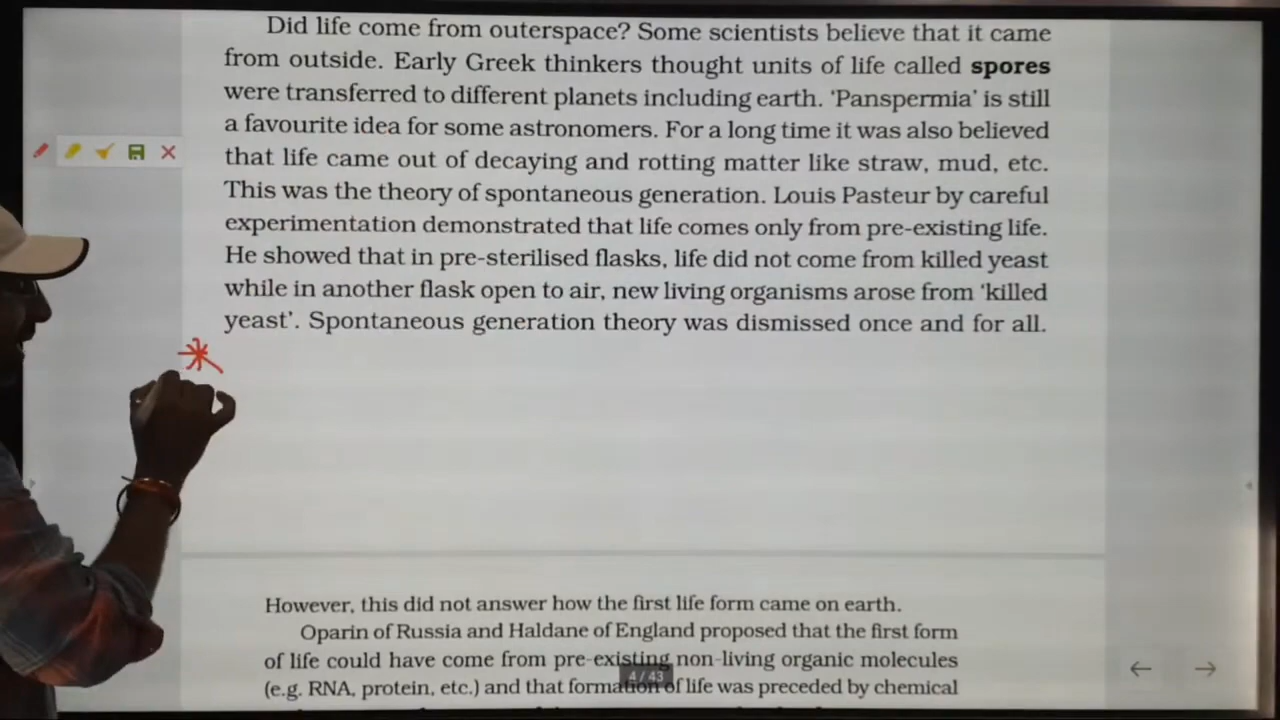 Did life come from outerspace? Some scientists believe that it came
from outside. Early Greek thinkers thought units of life called spores
were transferred to different planets including earth. ‘Panspermia’ is still
a favourite idea for some astronomers. For a long time it was also believed
that life came out of decaying and rotting matter like straw, mud, etc.
This was the theory of spontaneous generation. Louis Pasteur by careful
experimentation demonstrated that life comes only from pre-existing life.
He showed that in pre-sterilised flasks, life did not come from killed yeast
while in another flask open to air, new living organisms arose from ‘killed
yeast’. Spontaneous generation theory was dismissed once and for all.
However, this did not answer how the first life form came on earth.
Oparin of Russia and Haldane of England proposed that the first form
of life could have come from pre-existing non-living organic molecules
4 / 43
(e.g. RNA, protein, etc.) and that formation of life was preceded by chemical